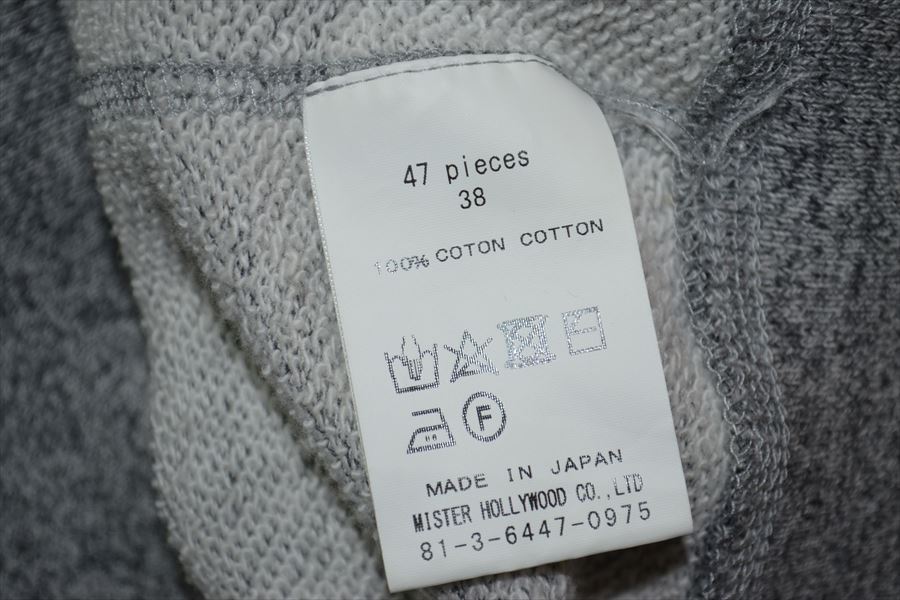 47 pieces
38
100% COTON COTTON
F
MADE IN JAPAN
MISTER HOLLYWOOD CO.,LTD
81-3-6447-0975